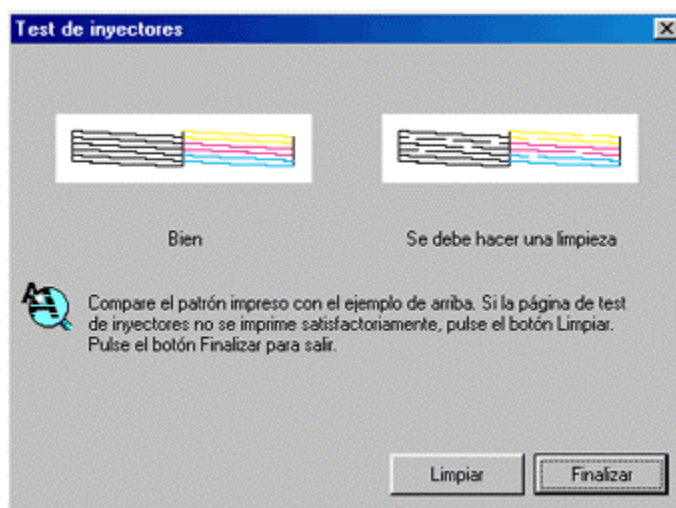 Test de inyectores
Bien
Se debe hacer una limpieza
Compare el patrón impreso con el ejemplo de arriba. Si la página de test
de inyectores no se imprime satisfactoriamente, pulse el botón Limpiar.
Pulse el botón Finalizar para salir.
Limpiar
Finalizar